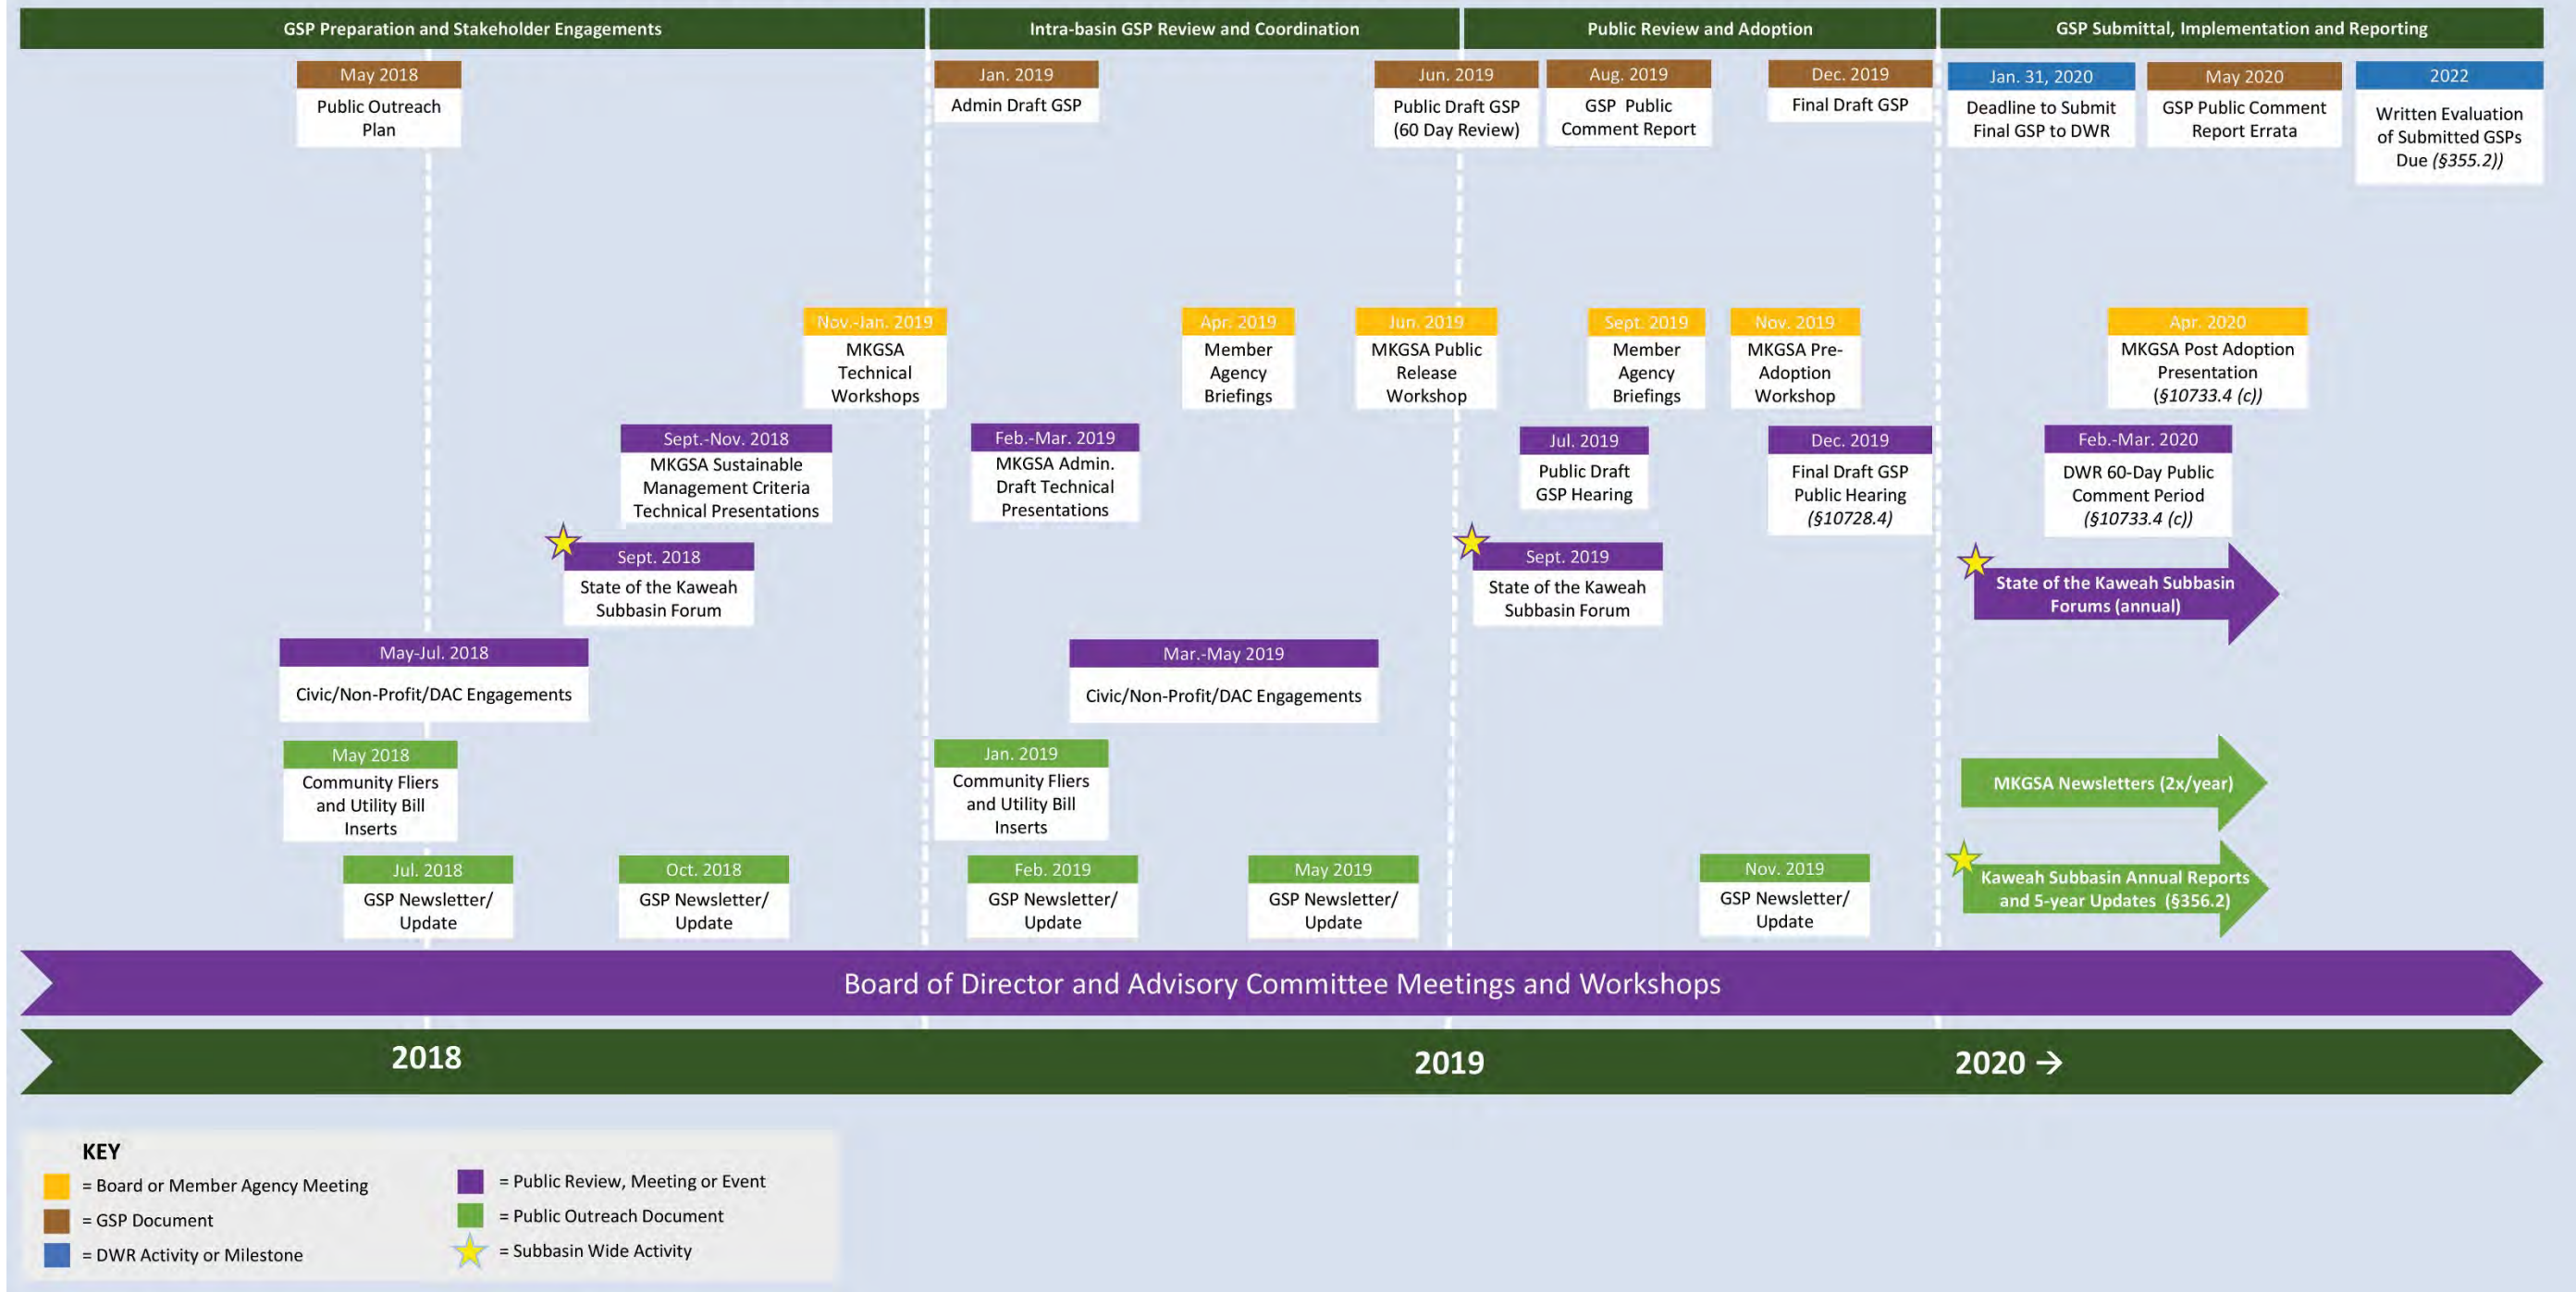 GSP Preparation and Stakeholder Engagements
Intra-basin GSP Review and Coordination
Public Review and Adoption
GSP Submittal, Implementation and Reporting
May 2018
Public Outreach
Plan
Jan. 2019
Admin Draft GSP
Jun. 2019
Public Draft GSP
(60 Day Review)
Aug. 2019
GSP Public
Comment Report
Dec. 2019
Final Draft GSP
Jan. 31, 2020
Deadline to Submit
Final GSP to DWR
May 2020
GSP Public Comment
Report Errata
2022
Written Evaluation
of Submitted GSPs
Due (§355.2))
Nov.-Jan. 2019
MKGSA
Technical
Workshops
Apr. 2019
Member
Agency
Briefings
Jun. 2019
MKGSA Public
Release
Workshop
Sept. 2019
Member
Agency
Briefings
Nov. 2019
MKGSA Pre-
Adoption
Workshop
Apr. 2020
MKGSA Post Adoption
Presentation
(§10733.4 (c))
Sept.-Nov. 2018
MKGSA Sustainable
Management Criteria
Technical Presentations
Feb.-Mar. 2019
MKGSA Admin.
Draft Technical
Presentations
Jul. 2019
Public Draft
GSP Hearing
Dec. 2019
Final Draft GSP
Public Hearing
(§10728.4)
Feb.-Mar. 2020
DWR 60-Day Public
Comment Period
(§10733.4 (c))
Sept. 2018
State of the Kaweah
Subbasin Forum
Sept. 2019
State of the Kaweah
Subbasin Forum
State of the Kaweah Subbasin
Forums (annual)
May-Jul. 2018
Civic/Non-Profit/DAC Engagements
Mar.-May 2019
Civic/Non-Profit/DAC Engagements
May 2018
Community Fliers
and Utility Bill
Inserts
Jan. 2019
Community Fliers
and Utility Bill
Inserts
MKGSA Newsletters (2x/year)
Jul. 2018
GSP Newsletter/
Update
Oct. 2018
GSP Newsletter/
Update
Feb. 2019
GSP Newsletter/
Update
May 2019
GSP Newsletter/
Update
Nov. 2019
GSP Newsletter/
Update
Kaweah Subbasin Annual Reports
and 5-year Updates (§356.2)
Board of Director and Advisory Committee Meetings and Workshops
2018
2019
2020 →
KEY
= Board or Member Agency Meeting
= GSP Document
= DWR Activity or Milestone
= Public Review, Meeting or Event
= Public Outreach Document
= Subbasin Wide Activity